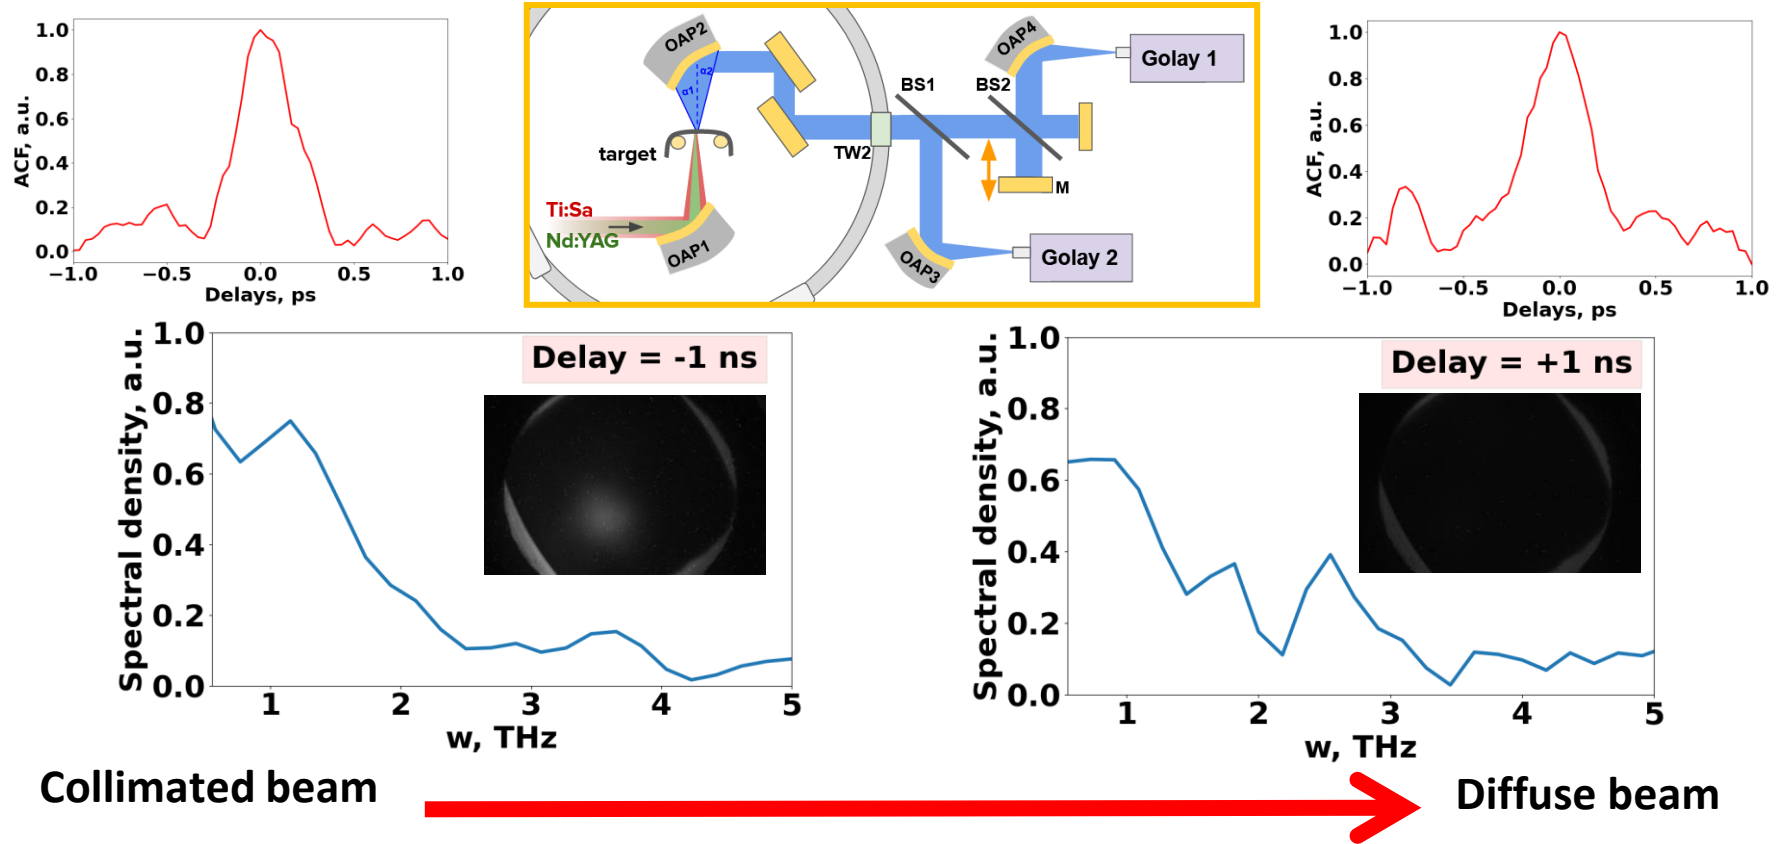 ACF, a.u.
1.0
0.8
0.6
0.4
0.2
0.0
−1.0 −0.5 0.0 0.5 1.0
Delays, ps
OAP2
α1
α2
target
Ti:Sa
Nd:YAG
OAP1
TW2
BS1
BS2
OAP4
Golay 1
M
OAP3
Golay 2
ACF, a.u.
1.0
0.8
0.6
0.4
0.2
0.0
−1.0 −0.5 0.0 0.5 1.0
Delays, ps
Spectral density, a.u.
1.0
0.8
0.6
0.4
0.2
0.0
Delay = -1 ns
1 2 3 4 5
w, THz
Spectral density, a.u.
1.0
0.8
0.6
0.4
0.2
0.0
Delay = +1 ns
1 2 3 4 5
w, THz
Collimated beam
Diffuse beam